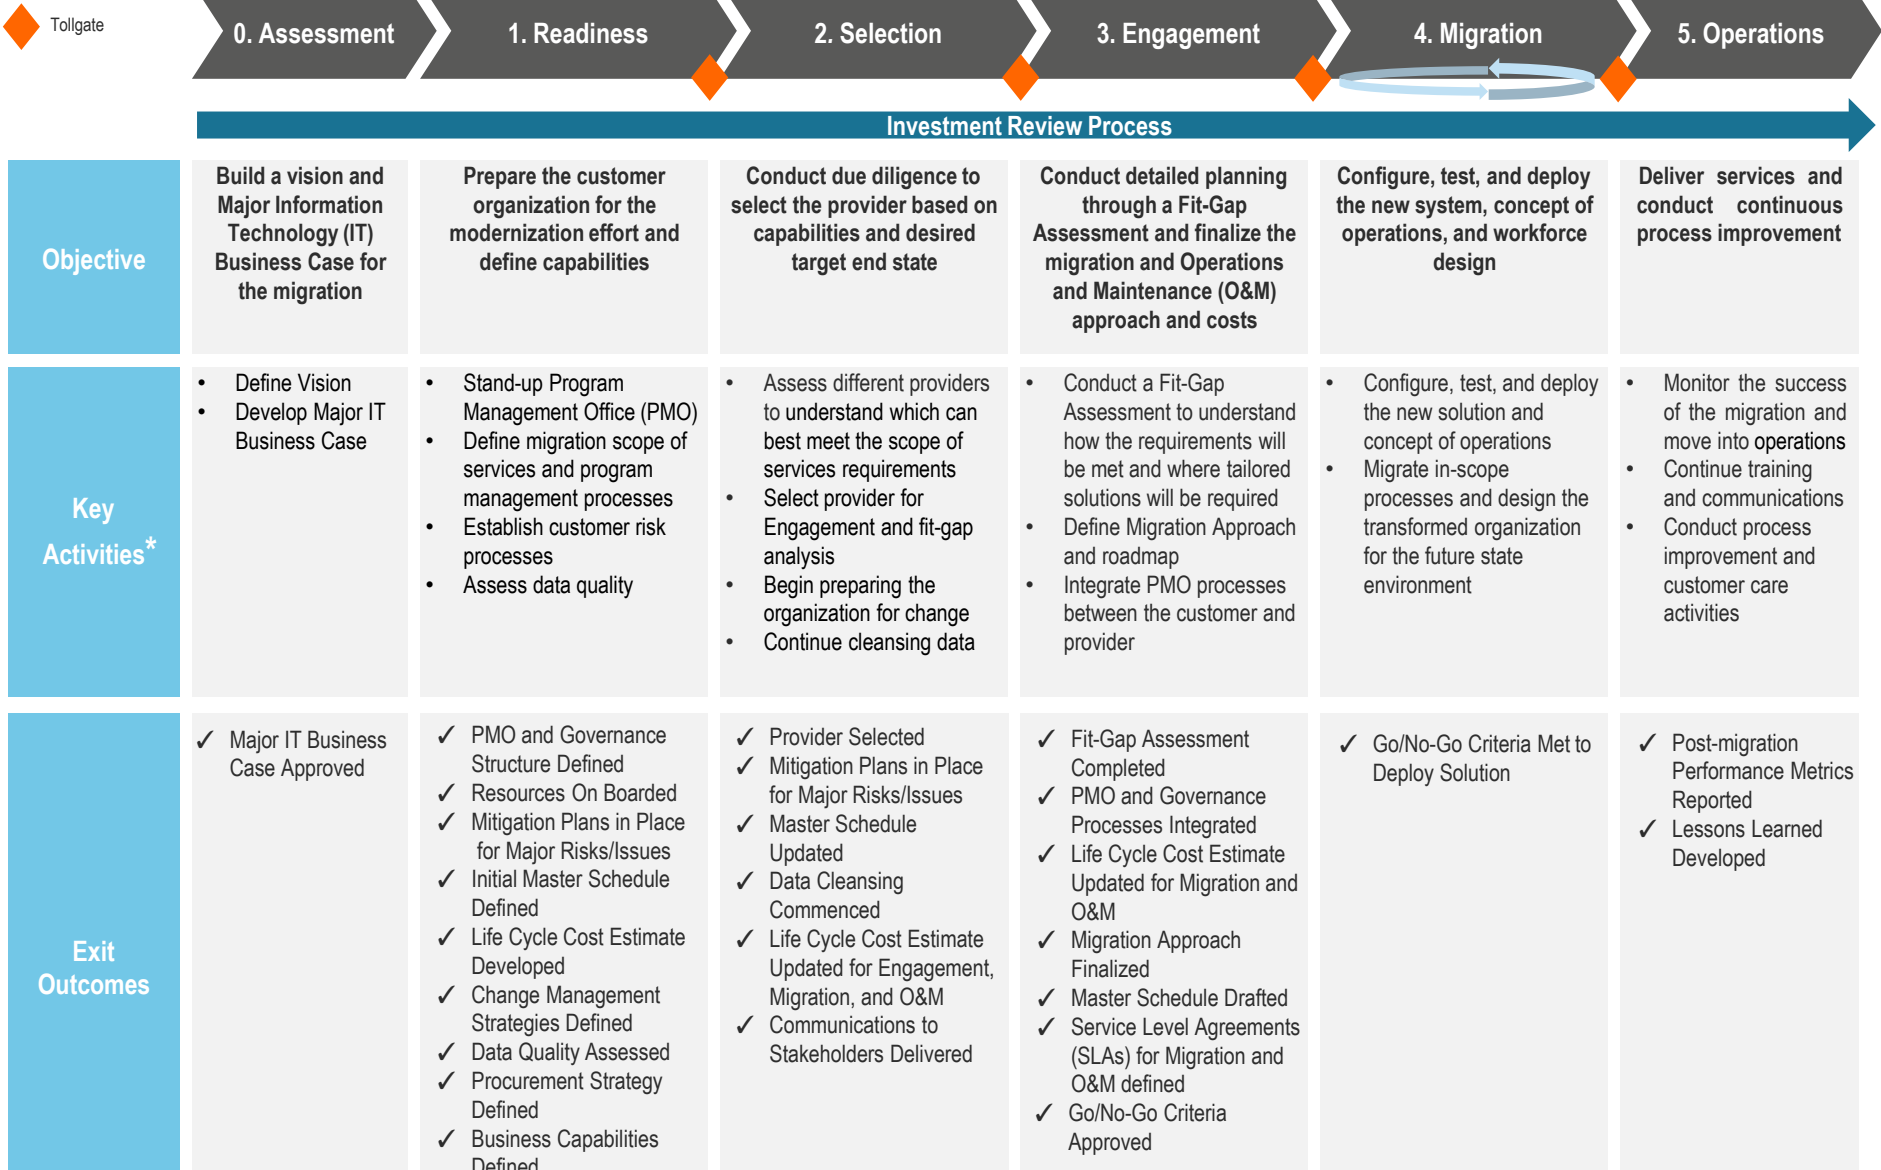 Tollgate
0. Assessment
1. Readiness
2. Selection
3. Engagement
4. Migration
5. Operations
Investment Review Process
Objective
Build a vision and
Major Information
Technology (IT)
Business Case for
the migration
Prepare the customer
organization for the
modernization effort and
define capabilities
Conduct due diligence to
select the provider based on
capabilities and desired
target end state
Conduct detailed planning
through a Fit-Gap
Assessment and finalize the
migration and Operations
and Maintenance (O&M)
approach and costs
Configure, test, and deploy
the new system, concept of
operations, and workforce
design
Deliver services and
conduct continuous
process improvement
Key
Activities*
• Define Vision
• Develop Major IT
Business Case
• Stand-up Program
Management Office (PMO)
• Define migration scope of
services and program
management processes
• Establish customer risk
processes
• Assess data quality
• Assess different providers
to understand which can
best meet the scope of
services requirements
• Select provider for
Engagement and fit-gap
analysis
• Begin preparing the
organization for change
• Continue cleansing data
• Conduct a Fit-Gap
Assessment to understand
how the requirements will
be met and where tailored
solutions will be required
• Define Migration Approach
and roadmap
• Integrate PMO processes
between the customer and
provider
• Configure, test, and deploy
the new solution and
concept of operations
• Migrate in-scope
processes and design the
transformed organization
for the future state
environment
• Monitor the success
of the migration and
move into operations
• Continue training
and communications
• Conduct process
improvement and
customer care
activities
Exit
Outcomes
✓ Major IT Business
Case Approved
✓ PMO and Governance
Structure Defined
✓ Resources On Boarded
✓ Mitigation Plans in Place
for Major Risks/Issues
✓ Initial Master Schedule
Defined
✓ Life Cycle Cost Estimate
Developed
✓ Change Management
Strategies Defined
✓ Data Quality Assessed
✓ Procurement Strategy
Defined
✓ Business Capabilities
Defined
✓ Provider Selected
✓ Mitigation Plans in Place
for Major Risks/Issues
✓ Master Schedule
Updated
✓ Data Cleansing
Commenced
✓ Life Cycle Cost Estimate
Updated for Engagement,
Migration, and O&M
✓ Communications to
Stakeholders Delivered
✓ Fit-Gap Assessment
Completed
✓ PMO and Governance
Processes Integrated
✓ Life Cycle Cost Estimate
Updated for Migration and
O&M
✓ Migration Approach
Finalized
✓ Master Schedule Drafted
✓ Service Level Agreements
(SLAs) for Migration and
O&M defined
✓ Go/No-Go Criteria
Approved
✓ Go/No-Go Criteria Met to
Deploy Solution
✓ Post-migration
Performance Metrics
Reported
✓ Lessons Learned
Developed